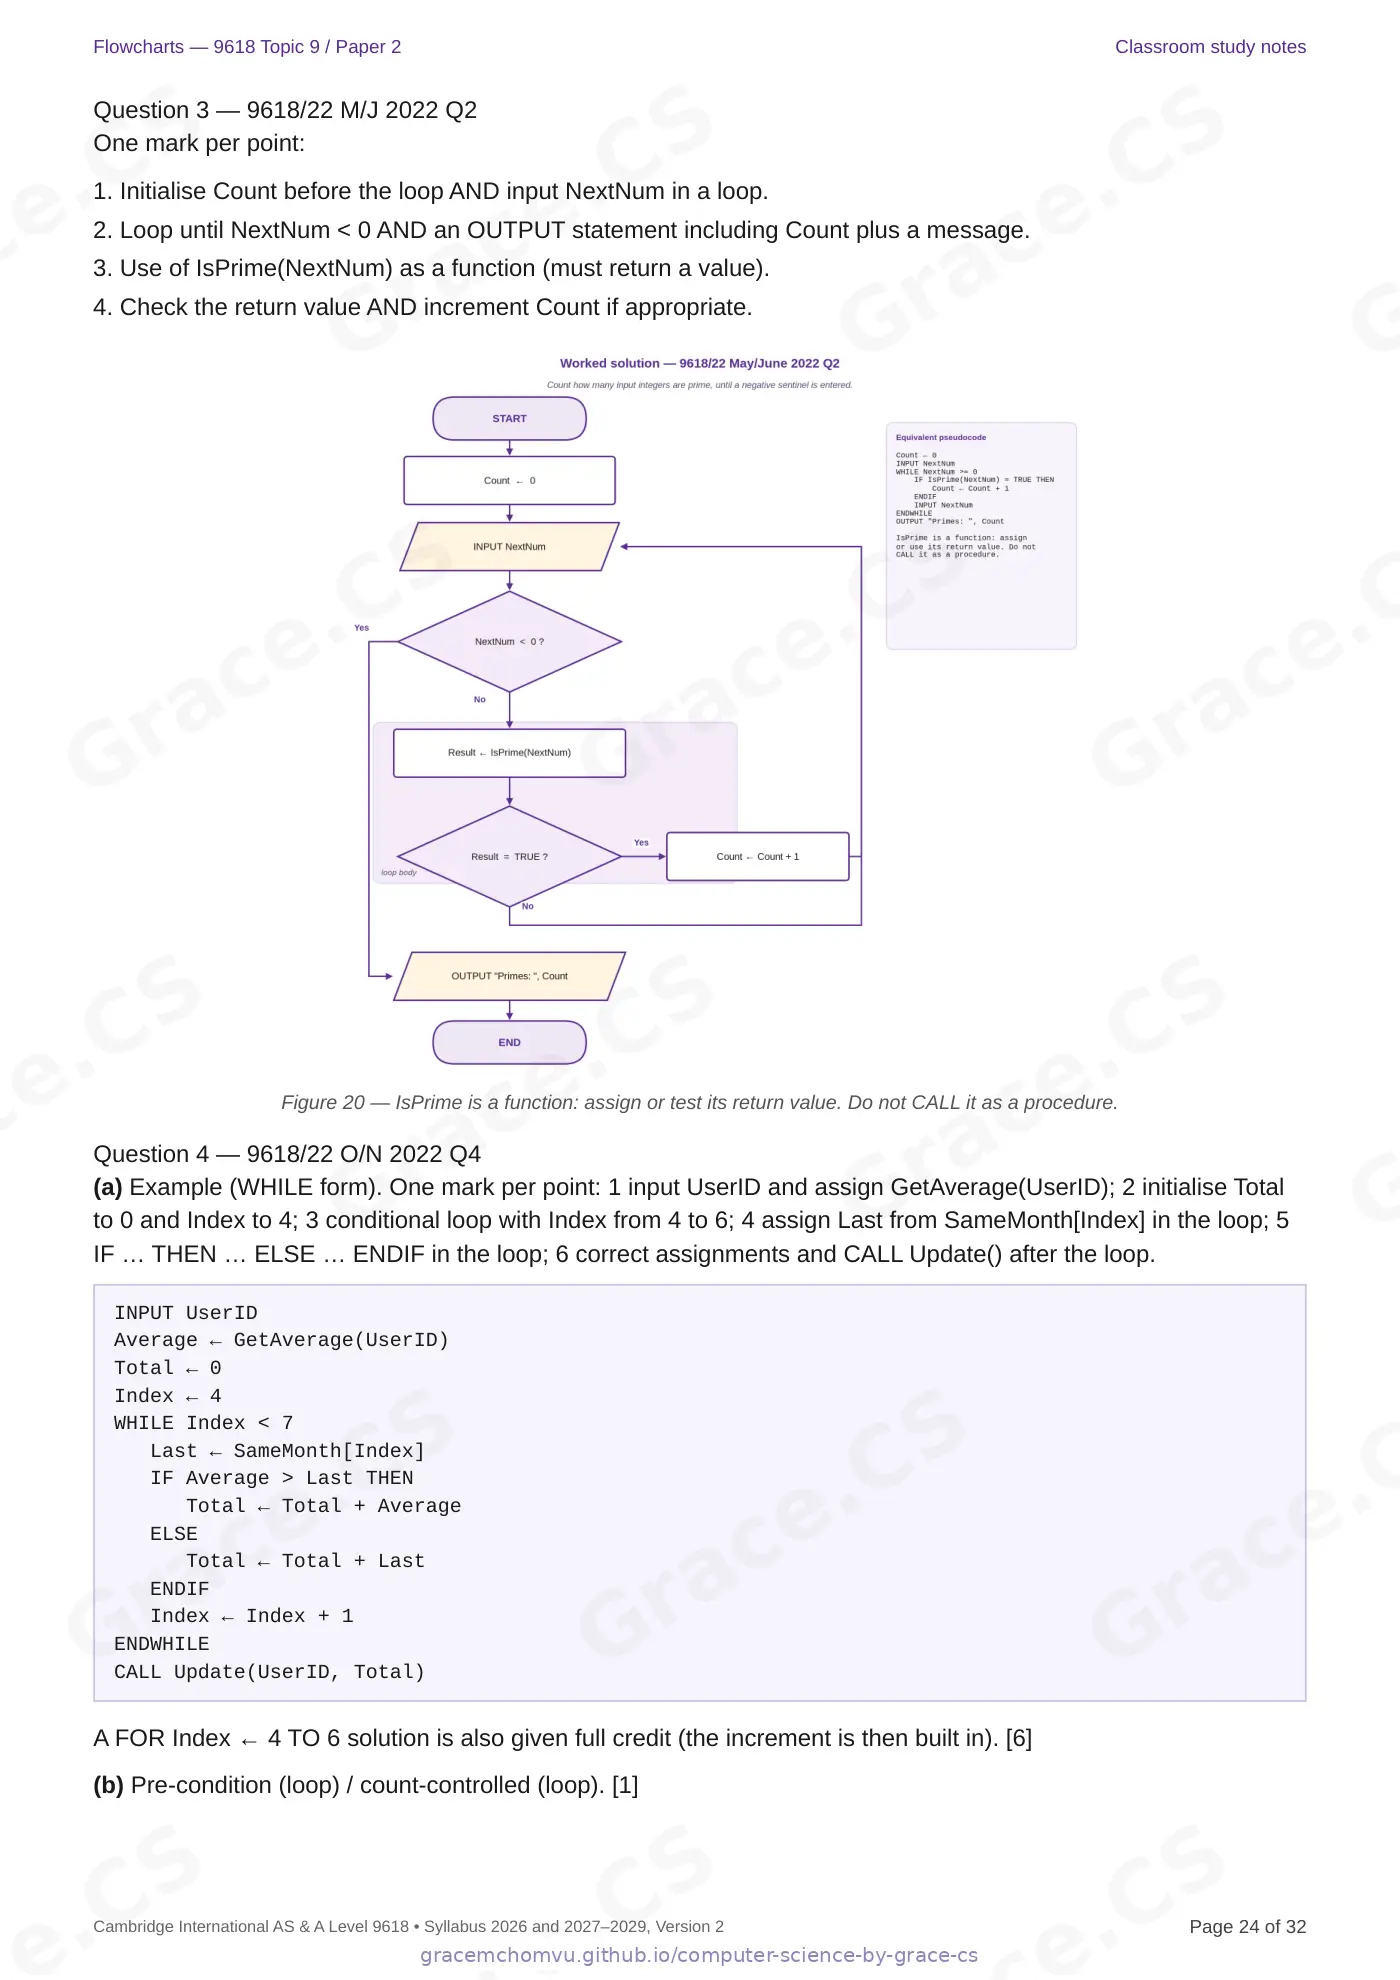 Flowcharts — 9618 Topic 9 / Paper 2
Classroom study notes
Question 3 — 9618/22 M/J 2022 Q2
One mark per point:
1. Initialise Count before the loop AND input NextNum in a loop.
2. Loop until NextNum < 0 AND an OUTPUT statement including Count plus a message.
3. Use of IsPrime(NextNum) as a function (must return a value).
4. Check the return value AND increment Count if appropriate.
Worked solution — 9618/22 May/June 2022 Q2
Count how many input integers are prime, until a negative sentinel is entered.
START
Count ← 0
INPUT NextNum
NextNum < 0 ?
Yes
No
Result ← IsPrime(NextNum)
Result = TRUE ?
Yes
Count ← Count + 1
loop body
No
OUTPUT "Primes: ", Count
END
Equivalent pseudocode
Count ← 0
INPUT NextNum
WHILE NextNum >= 0
    IF IsPrime(NextNum) = TRUE THEN
        Count ← Count + 1
    ENDIF
    INPUT NextNum
ENDWHILE
OUTPUT "Primes: ", Count
IsPrime is a function: assign
or use its return value. Do not
CALL it as a procedure.
Figure 20 — IsPrime is a function: assign or test its return value. Do not CALL it as a procedure.
Question 4 — 9618/22 O/N 2022 Q4
(a) Example (WHILE form). One mark per point: 1 input UserID and assign GetAverage(UserID); 2 initialise Total
to 0 and Index to 4; 3 conditional loop with Index from 4 to 6; 4 assign Last from SameMonth[Index] in the loop; 5
IF … THEN … ELSE … ENDIF in the loop; 6 correct assignments and CALL Update() after the loop.
INPUT UserID
Average ← GetAverage(UserID)
Total ← 0
Index ← 4
WHILE Index < 7
   Last ← SameMonth[Index]
   IF Average > Last THEN
      Total ← Total + Average
   ELSE
      Total ← Total + Last
   ENDIF
   Index ← Index + 1
ENDWHILE
CALL Update(UserID, Total)
A FOR Index ← 4 TO 6 solution is also given full credit (the increment is then built in). [6]
(b) Pre-condition (loop) / count-controlled (loop). [1]
Cambridge International AS & A Level 9618 • Syllabus 2026 and 2027–2029, Version 2
Page 24 of 32
gracemchomvu.github.io/computer-science-by-grace-cs
Grace.CS